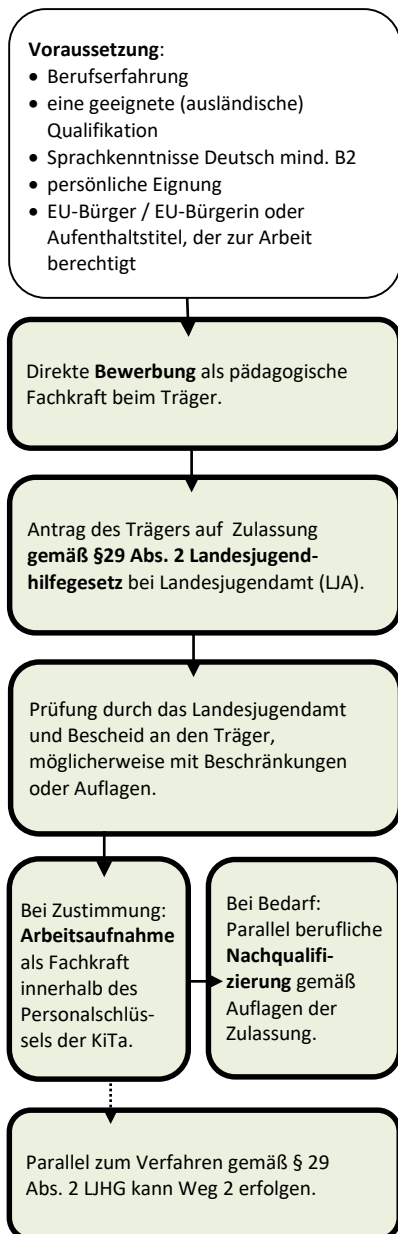 Voraussetzung:
• Berufserfahrung
• eine geeignete (ausländische)
Qualifikation
• Sprachkenntnisse Deutsch mind. B2
• persönliche Eignung
• EU-Bürger / EU-Bürgerin oder
Aufenthaltstitel, der zur Arbeit
berechtigt
Direkte Bewerbung als pädagogische
Fachkraft beim Träger.
Antrag des Trägers auf Zulassung
gemäß §29 Abs. 2 Landesjugend-
hilfegesetz bei Landesjugendamt (LJA).
Prüfung durch das Landesjugendamt
und Bescheid an den Träger,
möglicherweise mit Beschränkungen
oder Auflagen.
Bei Zustimmung:
Arbeitsaufnahme
als Fachkraft
innerhalb des
Personalschlüs-
sels der KiTa.
Bei Bedarf:
Parallel berufliche
Nachqualifi-
zierung gemäß
Auflagen der
Zulassung.
Parallel zum Verfahren gemäß § 29
Abs. 2 LJHG kann Weg 2 erfolgen.